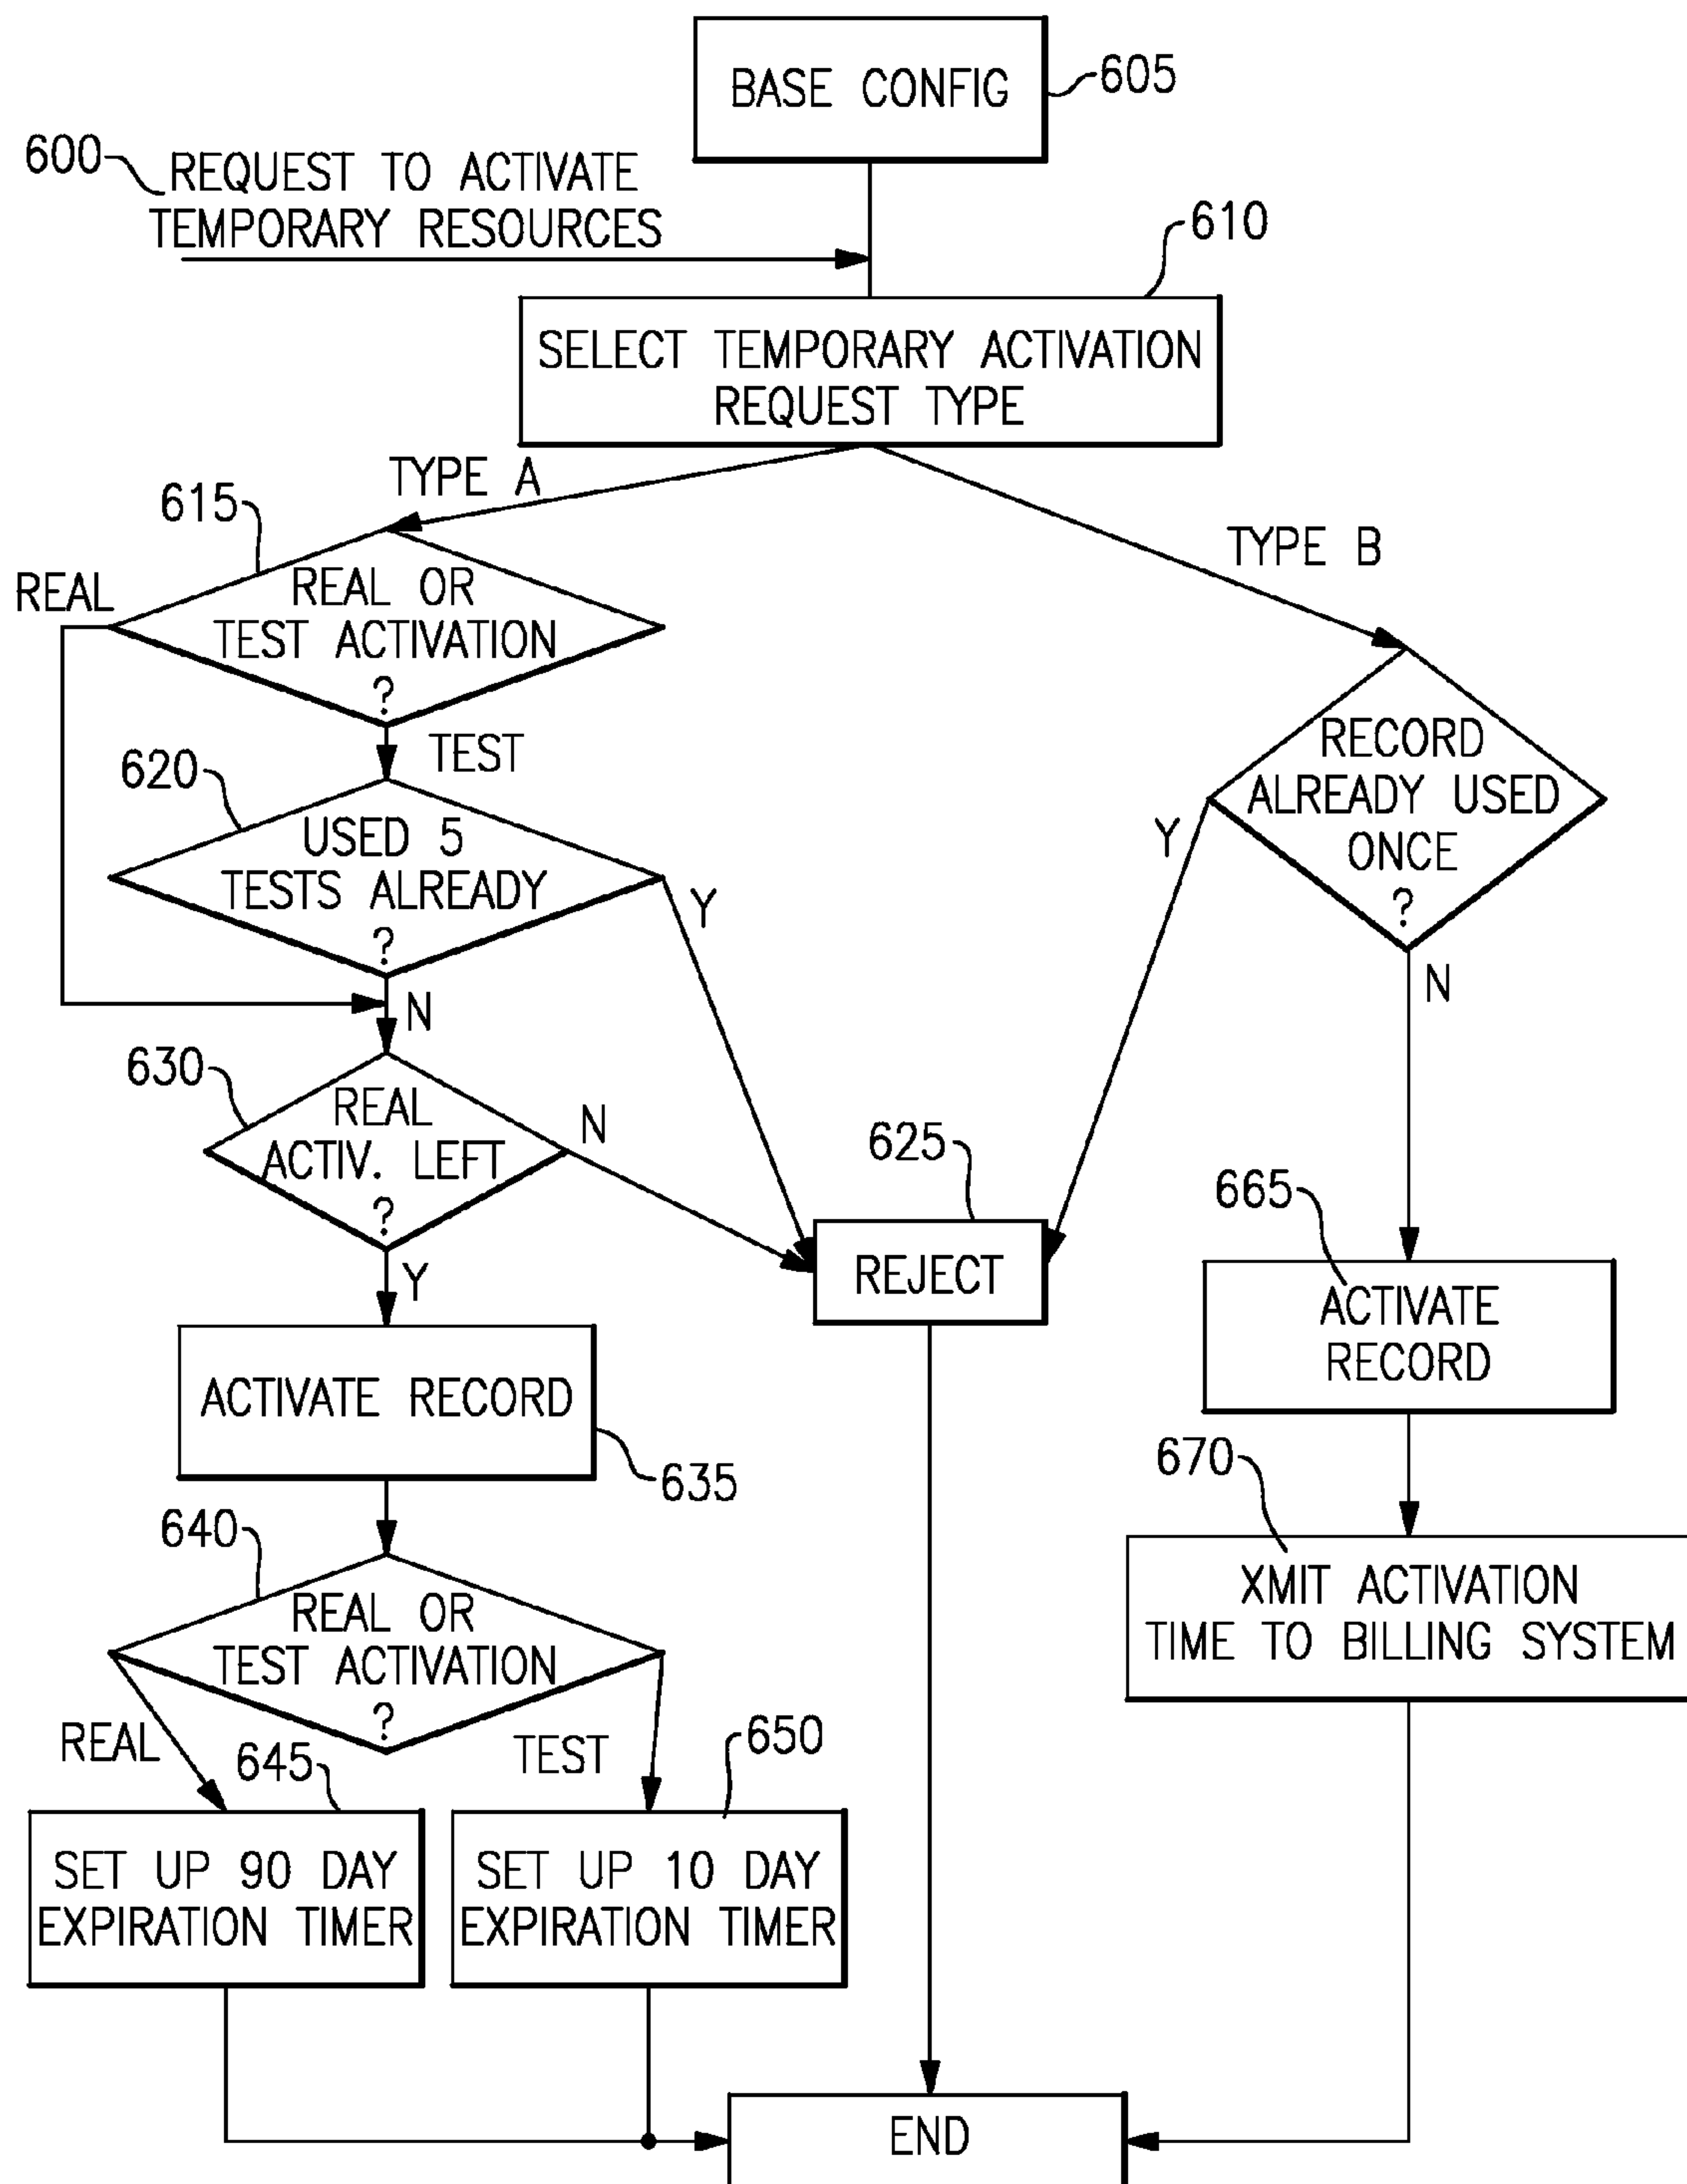 BASE CONFIG
605
600
REQUEST TO ACTIVATE
TEMPORARY RESOURCES
610
SELECT TEMPORARY ACTIVATION
REQUEST TYPE
TYPE A
TYPE B
615
REAL
REAL OR
TEST ACTIVATION
?
TEST
620
USED 5
TESTS ALREADY
?
Y
N
RECORD
ALREADY USED
ONCE
?
Y
N
630
REAL
ACTIV. LEFT
?
N
Y
625
REJECT
665
ACTIVATE
RECORD
ACTIVATE RECORD
635
670
XMIT ACTIVATION
TIME TO BILLING SYSTEM
640
REAL OR
TEST ACTIVATION
?
REAL
TEST
645
650
SET UP 90 DAY
EXPIRATION TIMER
SET UP 10 DAY
EXPIRATION TIMER
END